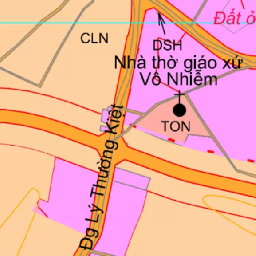 Đất ở
CLN
DSH
Nhà thờ giáo xứ
Vô Nhiễm
TON
Đg Lý Thường Kiệt